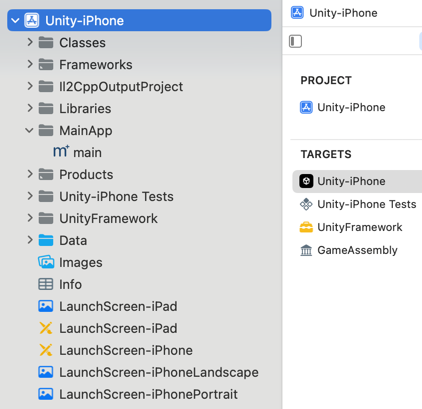 Unity-iPhone
Classes
Frameworks
Il2CppOutputProject
Libraries
MainApp
m+ main
Products
Unity-iPhone Tests
UnityFramework
Data
Images
Info
LaunchScreen-iPad
LaunchScreen-iPad
LaunchScreen-iPhone
LaunchScreen-iPhoneLandscape
LaunchScreen-iPhonePortrait
Unity-iPhone
PROJECT
Unity-iPhone
TARGETS
Unity-iPhone
Unity-iPhone Tests
UnityFramework
GameAssembly